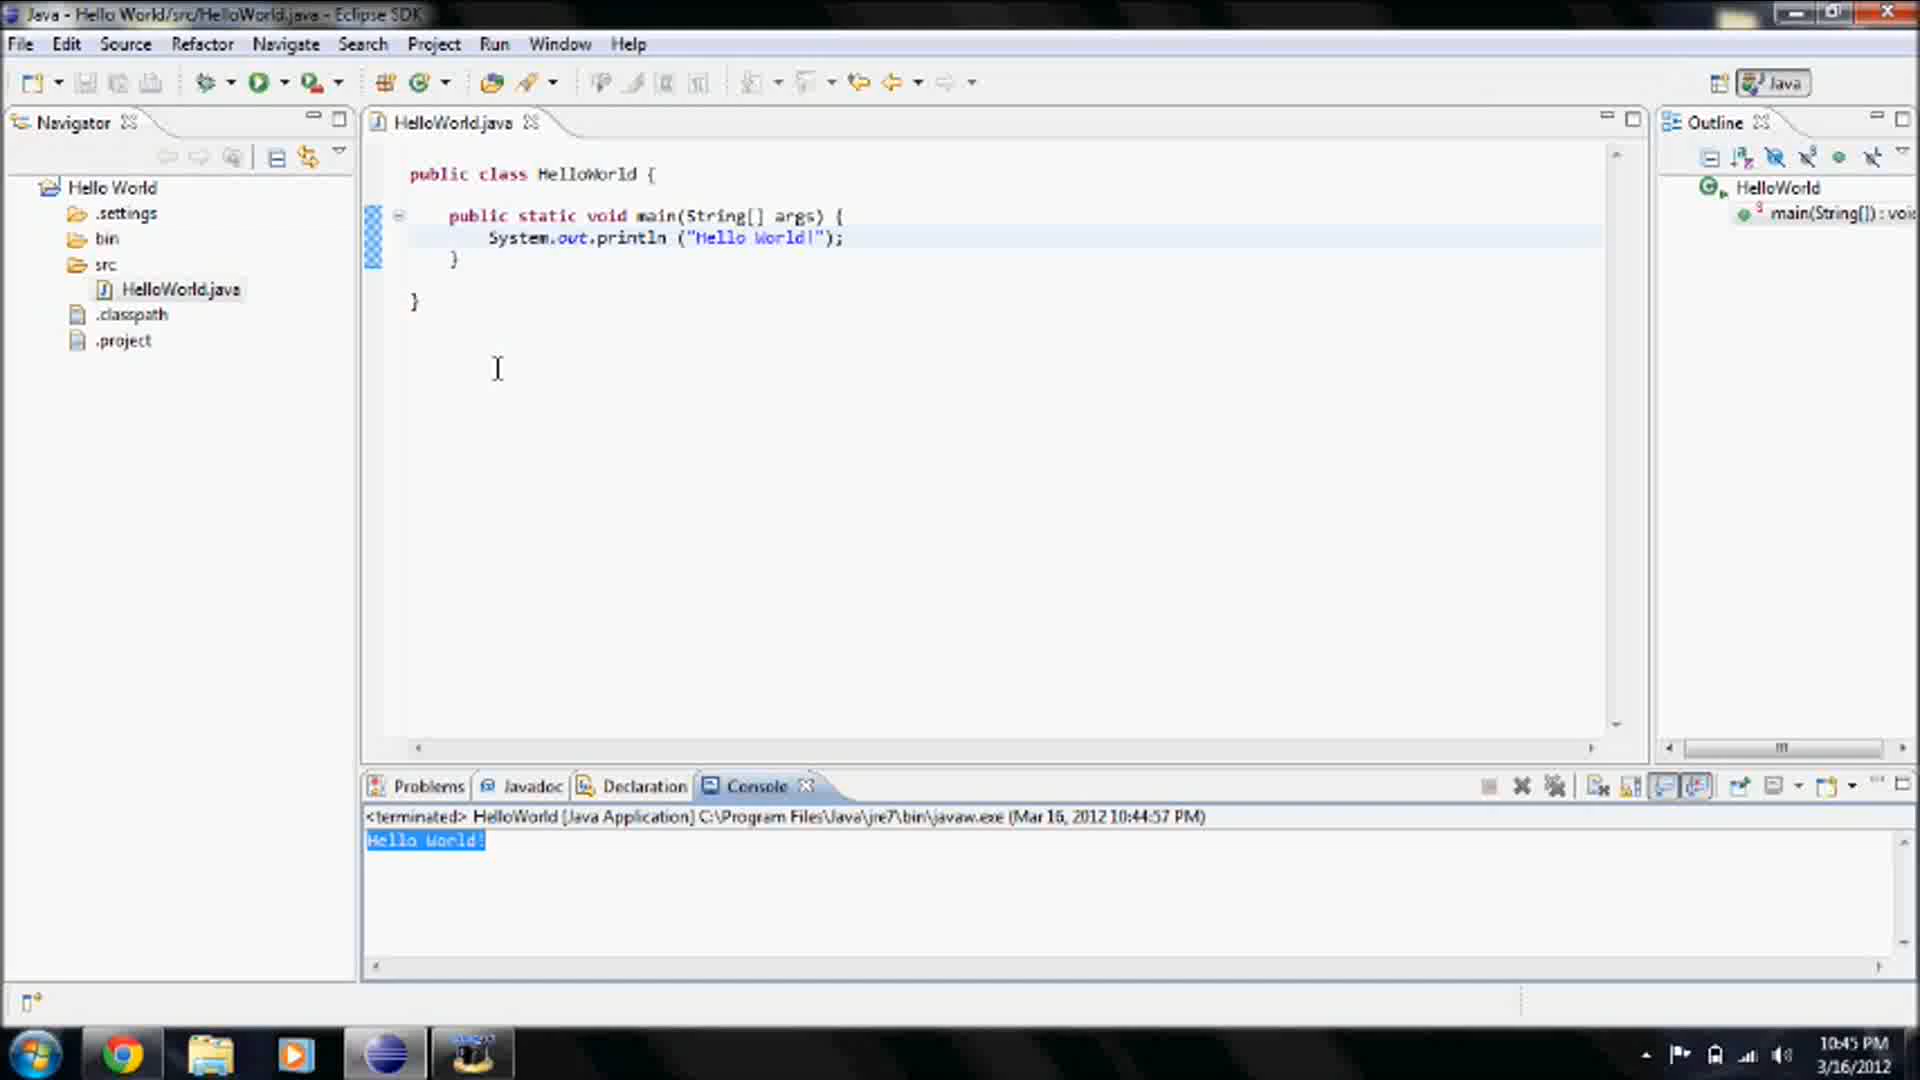 Java - Hello World/src/HelloWorld.java - Eclipse SDK
File Edit Source Refactor Navigate Search Project Run Window Help
Java
Navigator
HelloWorld.java
Outline
Hello World
.settings
bin
src
HelloWorld.java
.classpath
.project
public class HelloWorld {
public static void main(String[] args) {
System.out.println ("Hello World!");
}
}
HelloWorld
main(String[]) : voi
Problems Javadoc Declaration Console
<terminated> HelloWorld [Java Application] C:\Program Files\Java\jre7\bin\javaw.exe (Mar 16, 2012 10:44:57 PM)
Hello World!
10:45 PM
3/16/2012